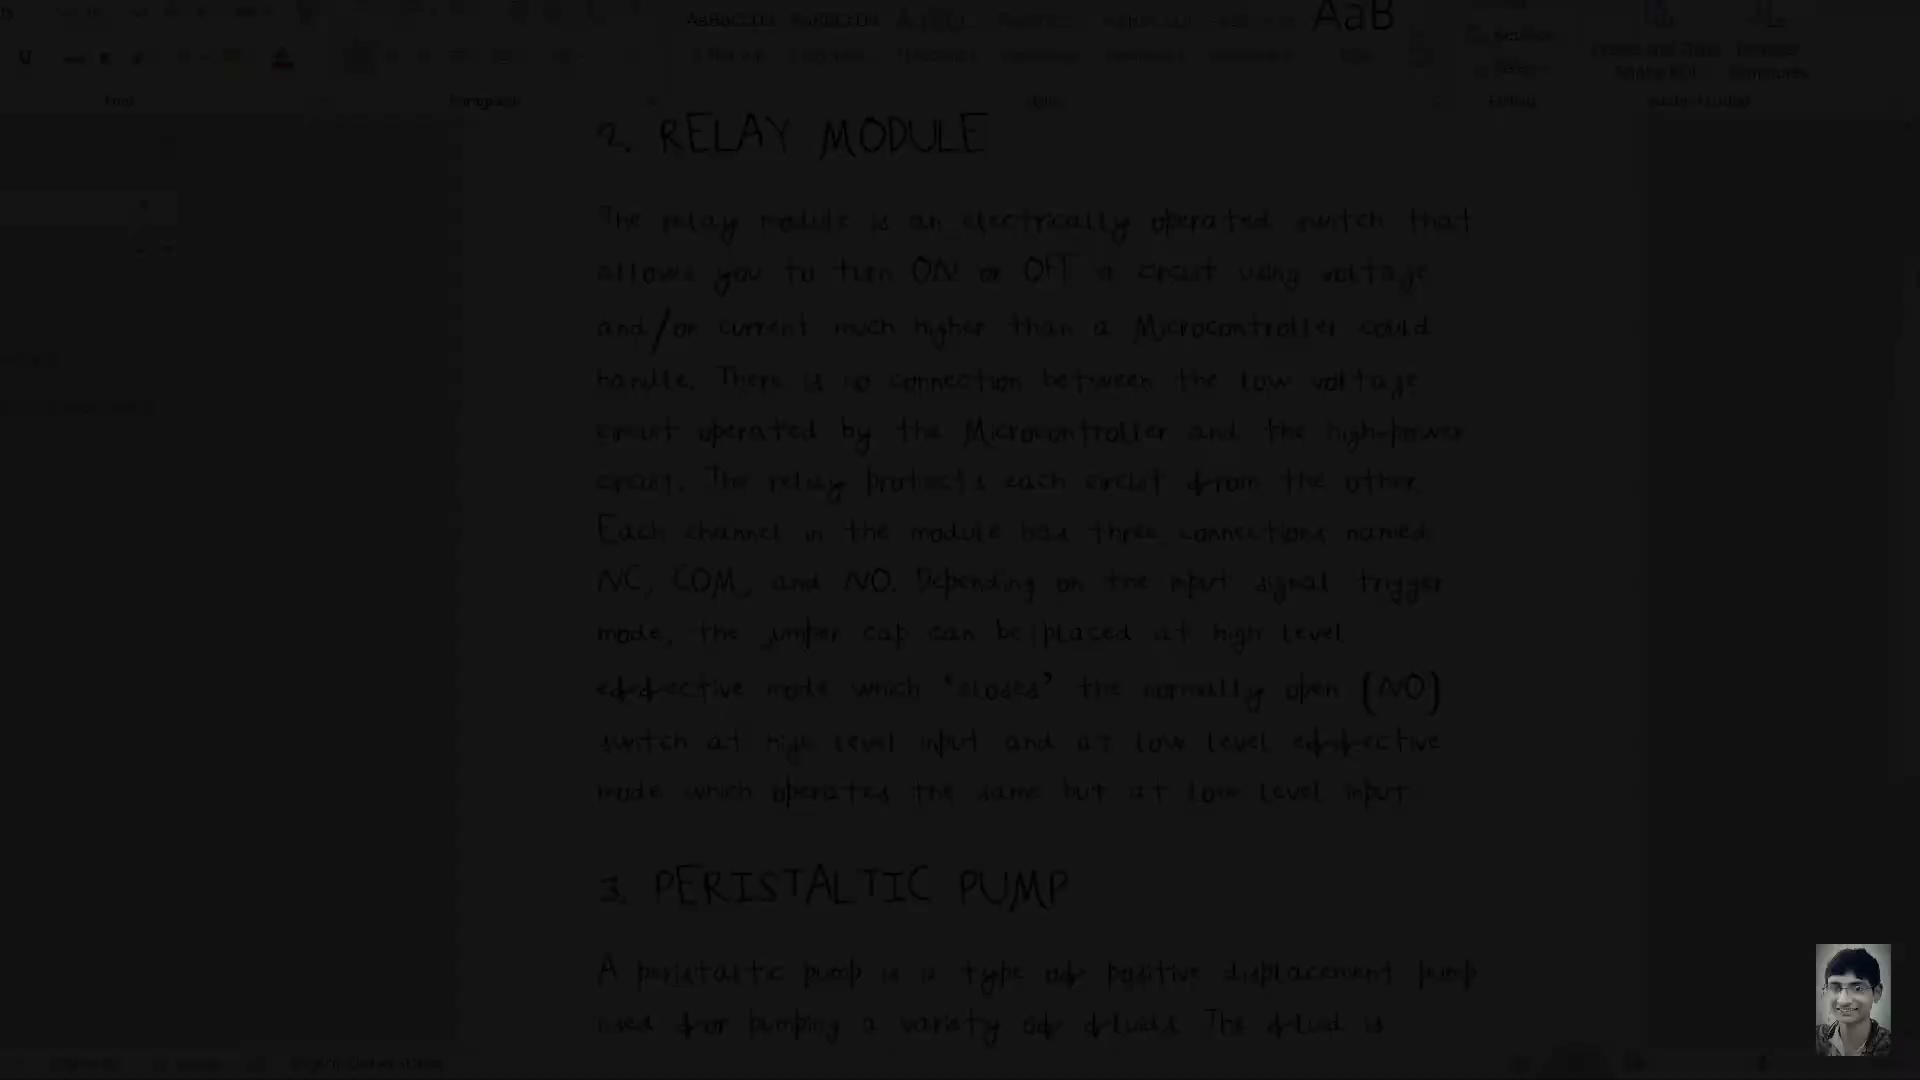 AaBbCcDd AaBbCcDd
AaB
Font
Paragraph
Styles
Editing
2. RELAY MODULE
The relay module is an electrically operated switch that
allows you to turn ON or OFF a circuit using voltage
and/or current much higher than a Microcontroller could
handle. There is no connection between the low voltage
circuit operated by the Microcontroller and the high-power
circuit. The relay protects each circuit from the other.
Each channel in the module has three connections named
NC, COM, and NO. Depending on the input signal trigger
mode, the jumper cap can be placed at high level
effective mode which 'closes' the normally open (NO)
switch at high level input and at low level effective
mode which operates the same but at low level input.
3. PERISTALTIC PUMP
A peristaltic pump is a type of positive displacement pump
used for pumping a variety of fluids. The fluid is